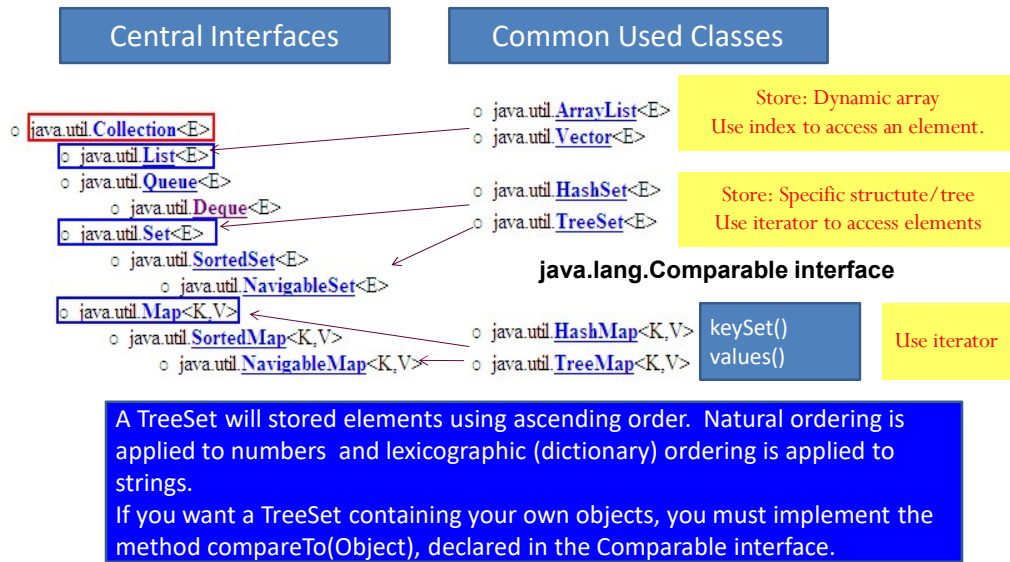 Central Interfaces
Common Used Classes
o java.util.Collection<E>
o java.util.List<E>
o java.util.Queue<E>
o java.util.Deque<E>
o java.util.Set<E>
o java.util.SortedSet<E>
o java.util.NavigableSet<E>
o java.util.Map<K,V>
o java.util.SortedMap<K,V>
o java.util.NavigableMap<K,V>
o java.util.ArrayList<E>
o java.util.Vector<E>
Store: Dynamic array
Use index to access an element.
o java.util.HashSet<E>
o java.util.TreeSet<E>
Store: Specific structute/tree
Use iterator to access elements
java.lang.Comparable interface
o java.util.HashMap<K,V>
o java.util.TreeMap<K,V>
keySet()
values()
Use iterator
A TreeSet will stored elements using ascending order. Natural ordering is
applied to numbers and lexicographic (dictionary) ordering is applied to
strings.
If you want a TreeSet containing your own objects, you must implement the
method compareTo(Object), declared in the Comparable interface.